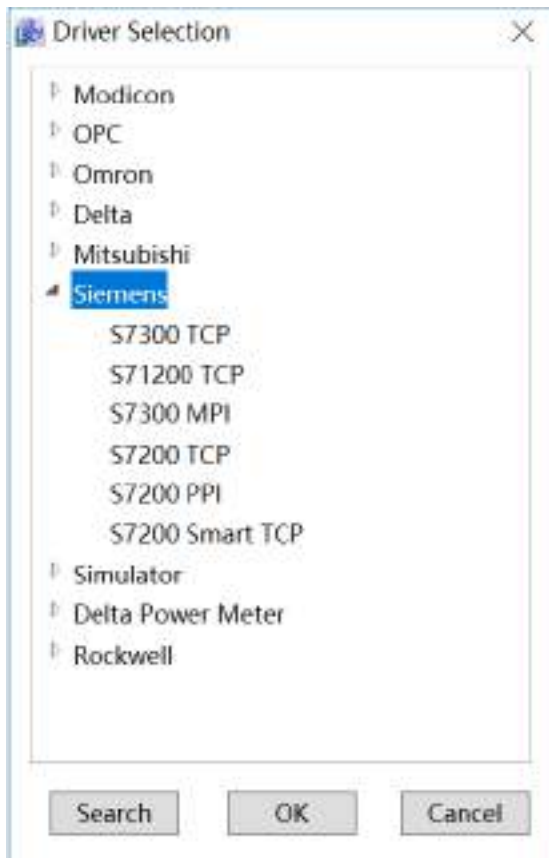 Driver Selection
Modicon
OPC
Omron
Delta
Mitsubishi
Siemens
S7300 TCP
S71200 TCP
S7300 MPI
S7200 TCP
S7200 PPI
S7200 Smart TCP
Simulator
Delta Power Meter
Rockwell
Search OK Cancel